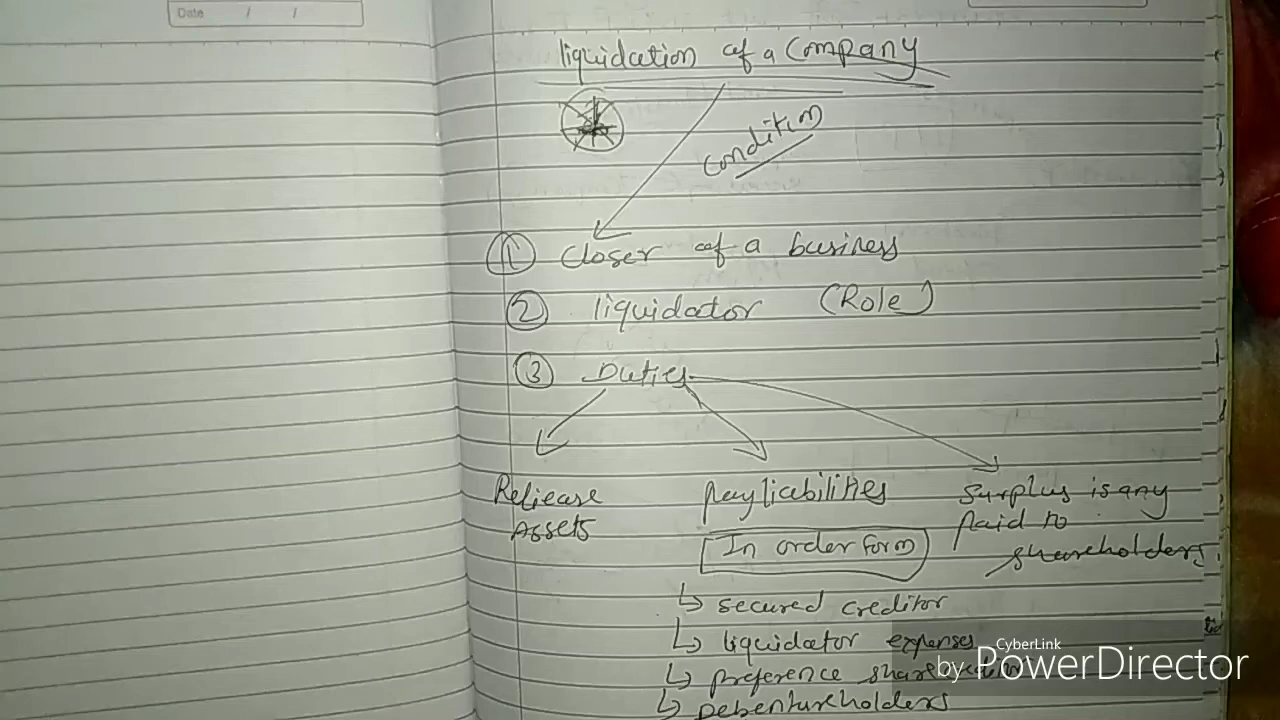 Date / /
liquidation of a Company
condition
① Closer of a business
② liquidator (Role)
③ Duties
Reliease
Assets
pay liabilities
In order form
surplus is any
paid to
shareholders.
↳ secured creditor
↳ liquidator expenses
↳ preference
↳ Debentureholders
CyberLink
by PowerDirector